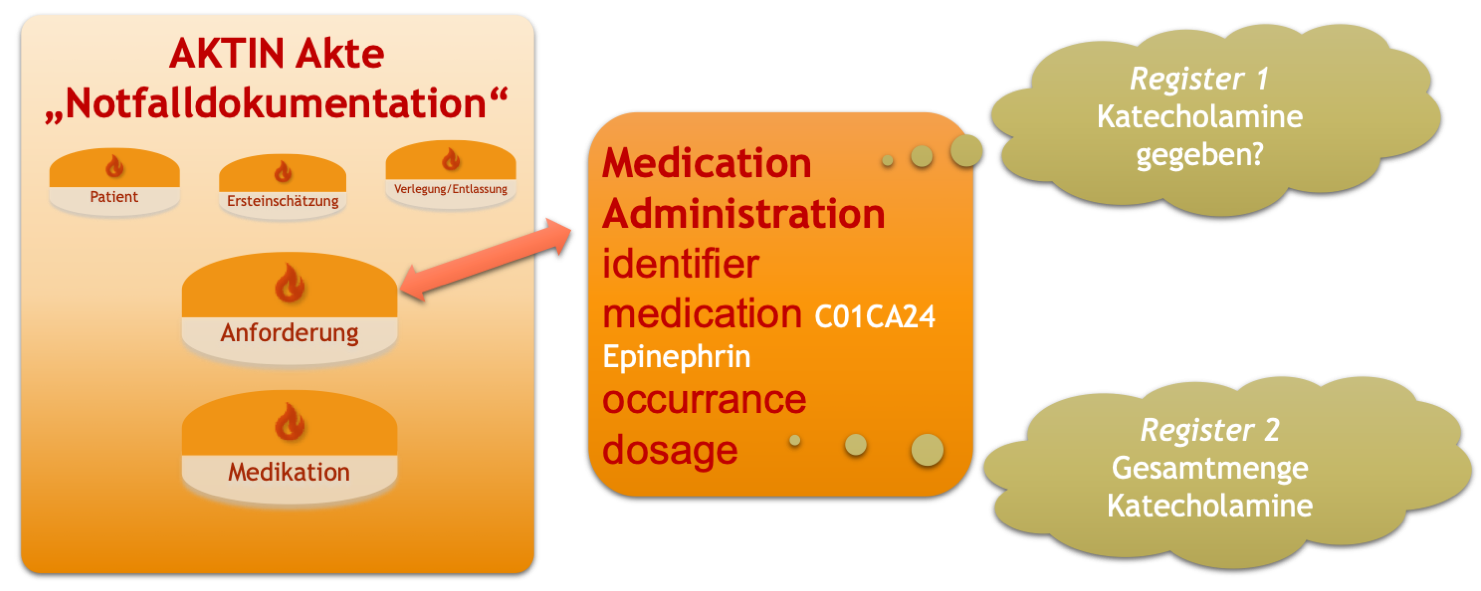 AKTIN Akte
„Notfalldokumentation“
Patient
Ersteinschätzung
Verlegung/Entlassung
Anforderung
Medikation
Medication
Administration
identifier
medication C01CA24
Epinephrin
occurrance
dosage
Register 1
Katecholamine
gegeben?
Register 2
Gesamtmenge
Katecholamine